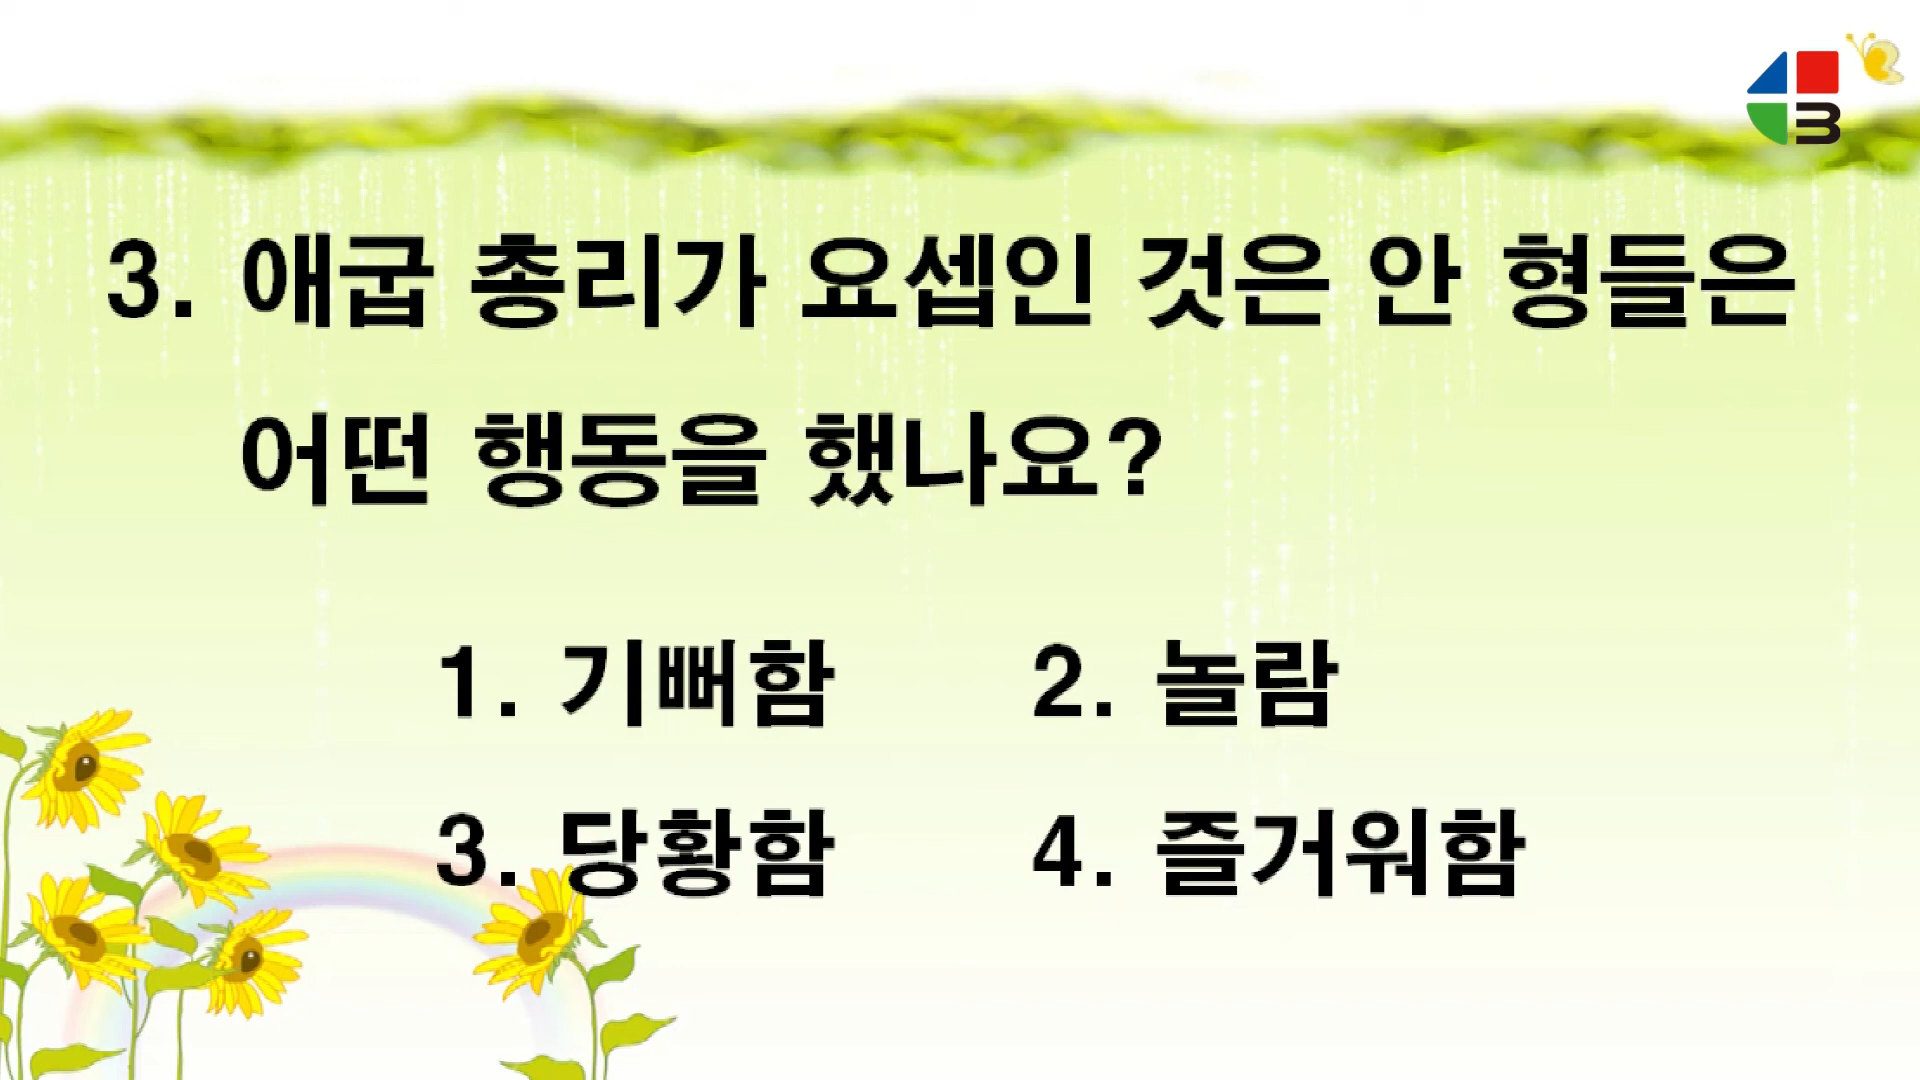 3. 애굽 총리가 요셉인 것은 안 형들은
어떤 행동을 했나요?
1. 기뻐함 2. 놀람
3. 당황함 4. 즐거워함